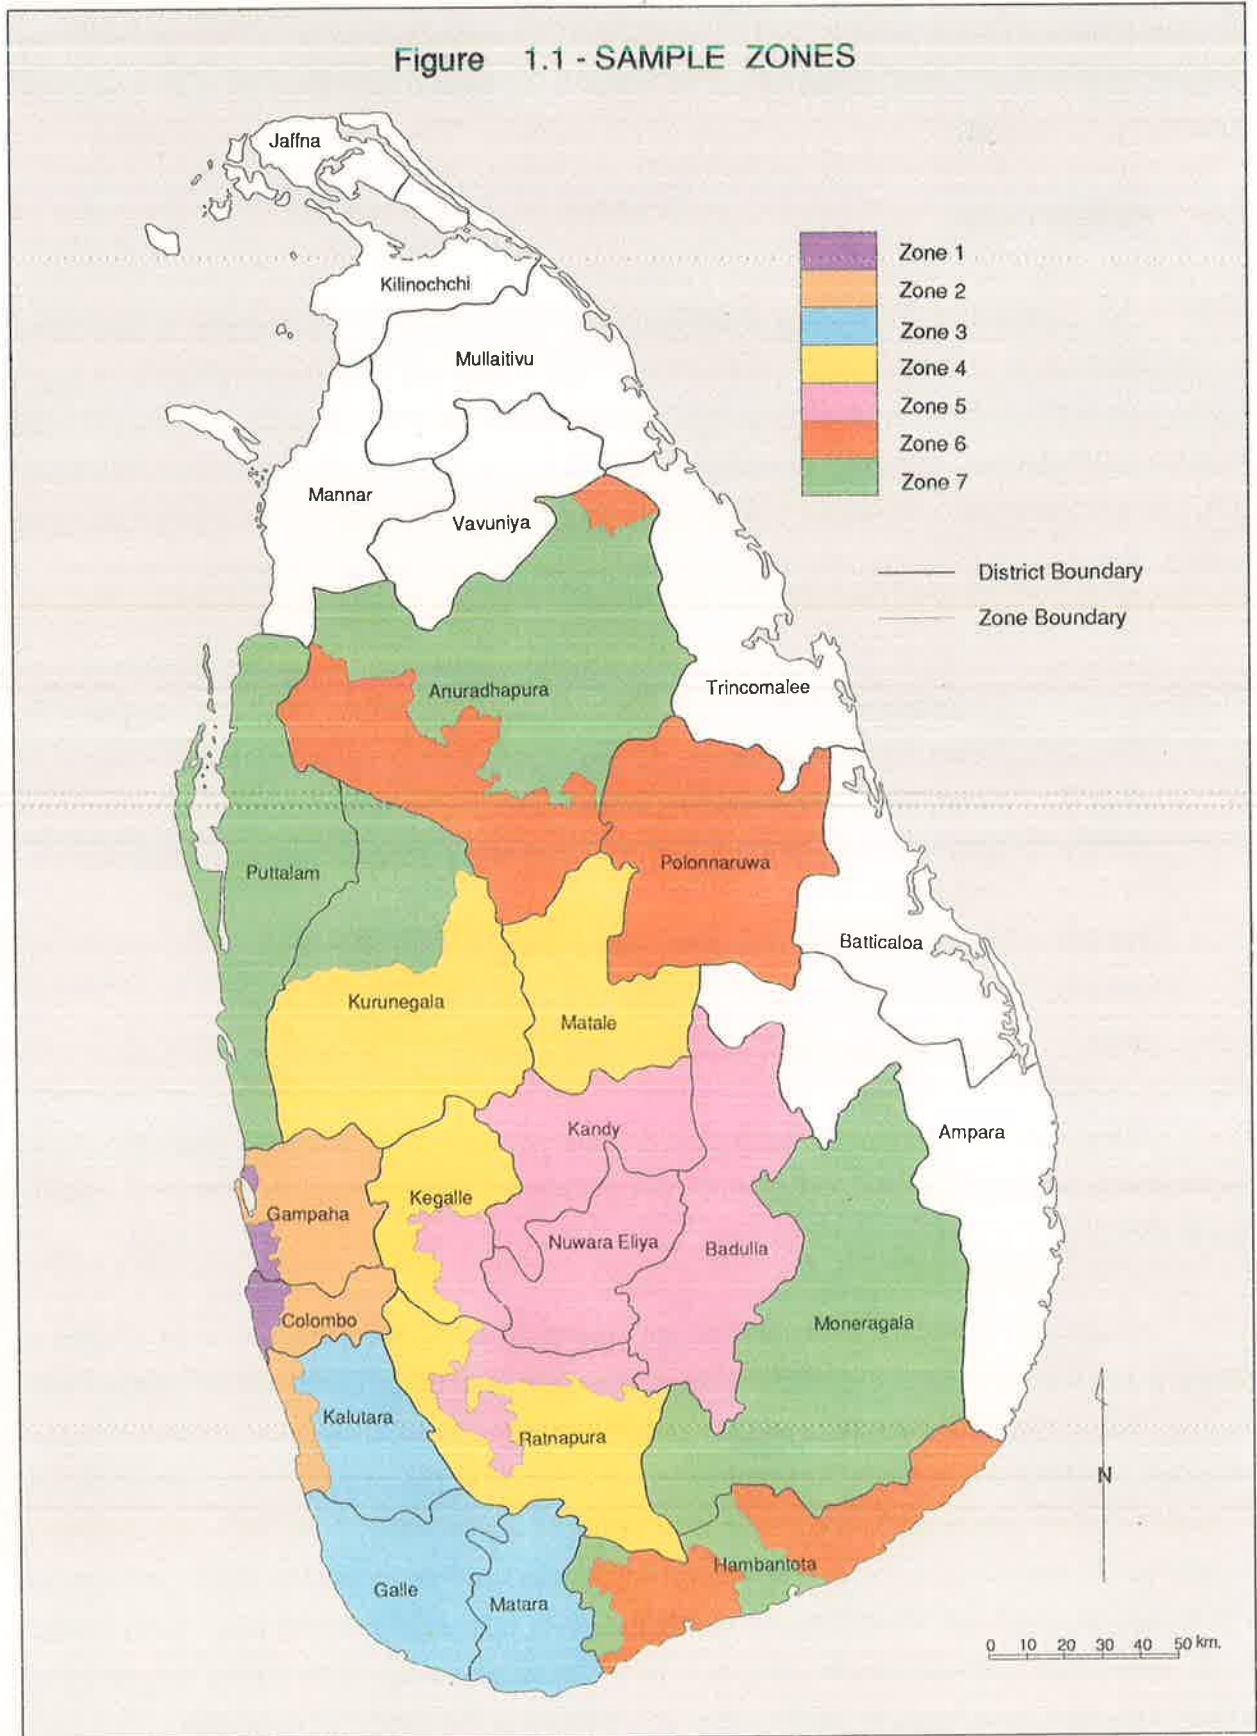 Figure 1.1 - SAMPLE ZONES
Jaffna
Kilinochchi
Mullaitivu
Mannar
Vavuniya
Zone 1
Zone 2
Zone 3
Zone 4
Zone 5
Zone 6
Zone 7
District Boundary
Zone Boundary
Anuradhapura
Trincomalee
Puttalam
Polonnaruwa
Batticaloa
Kurunegala
Matale
Kandy
Ampara
Kegalle
Gampaha
Nuwara Eliya
Badulla
Colombo
Moneragala
Kalutara
Ratnapura
N
Hambantota
Galle
Matara
0 10 20 30 40 50 km.